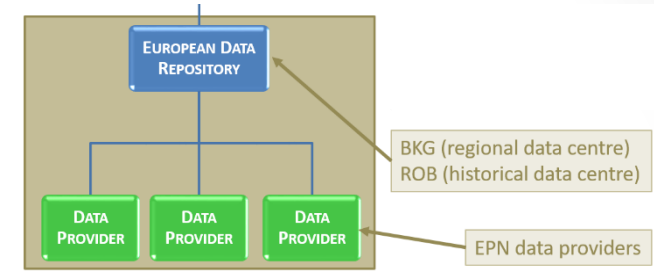 EUROPEAN DATA
REPOSITORY
BKG (regional data centre)
ROB (historical data centre)
DATA
PROVIDER
DATA
PROVIDER
DATA
PROVIDER
EPN data providers